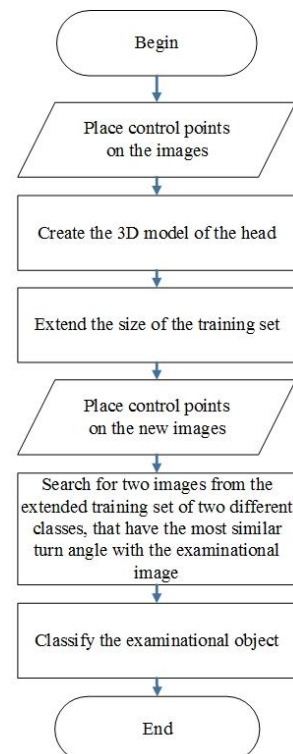 Begin
Place control points
on the images
Create the 3D model of the head
Extend the size of the training set
Place control points
on the new images
Search for two images from the
extended training set of two different
classes, that have the most similar
turn angle with the examinational
image
Classify the examinational object
End